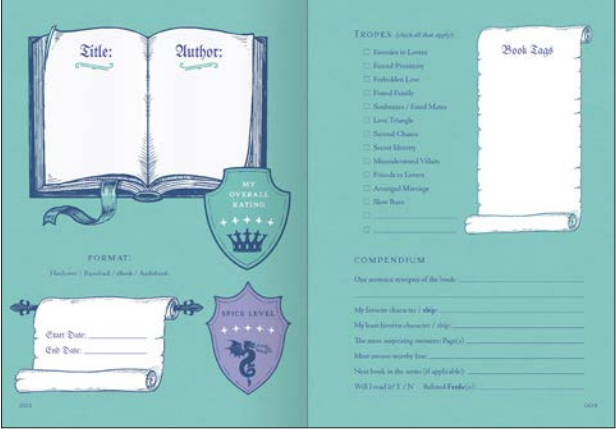 Title:
Author:
MY
OVERALL
RATING
FORMAT:
Hardcover / Paperback / eBook / Audiobook
Start Date:
End Date:
SPICE LEVEL
TROPES (check all that apply):
Enemies to Lovers
Forced Proximity
Forbidden Love
Found Family
Soulmates / Fated Mates
Love Triangle
Second Chance
Secret Identity
Misunderstood Villain
Friends to Lovers
Arranged Marriage
Slow Burn
Book Tags
COMPENDIUM
One sentence synopsis of the book:
My favorite character / ship:
My least favorite character / ship:
The most surprising moment: Page(s)
Most swoon-worthy line:
Next book in the series (if applicable):
Will I read it? Y / N Related Fandom(s):